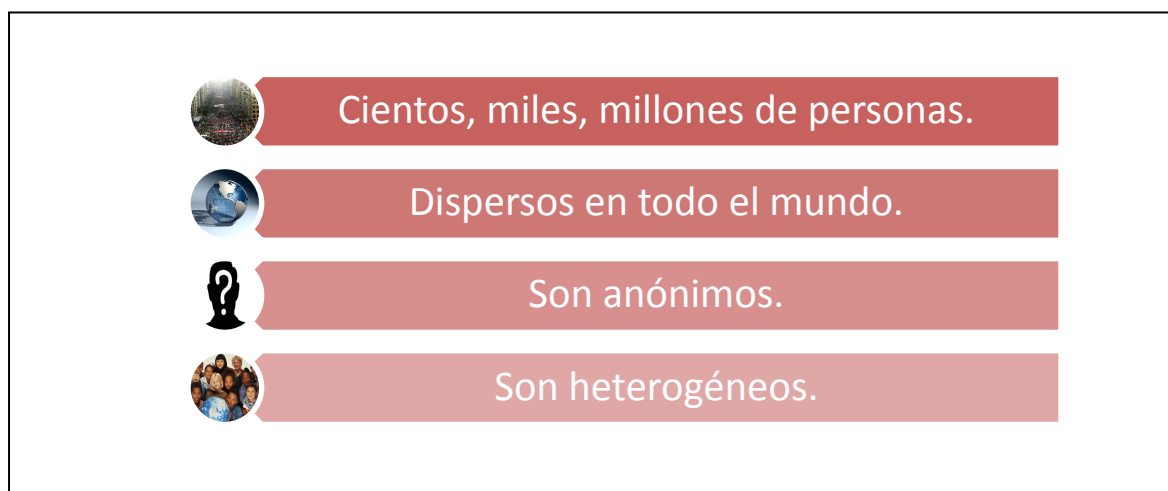 Cientos, miles, millones de personas.
Dispersos en todo el mundo.
Son anónimos.
Son heterogéneos.